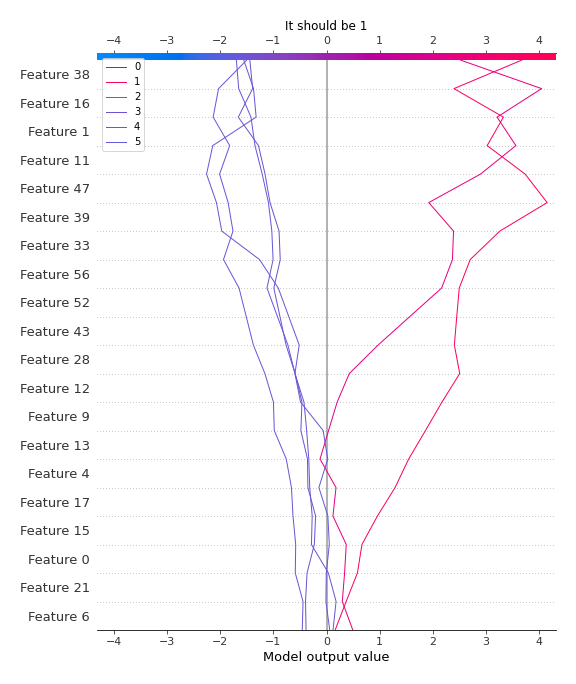 It should be 1
−4 −3 −2 −1 0 1 2 3 4
0
1
2
3
4
5
Feature 38
Feature 16
Feature 1
Feature 11
Feature 47
Feature 39
Feature 33
Feature 56
Feature 52
Feature 43
Feature 28
Feature 12
Feature 9
Feature 13
Feature 4
Feature 17
Feature 15
Feature 0
Feature 21
Feature 6
−4 −3 −2 −1 0 1 2 3 4
Model output value